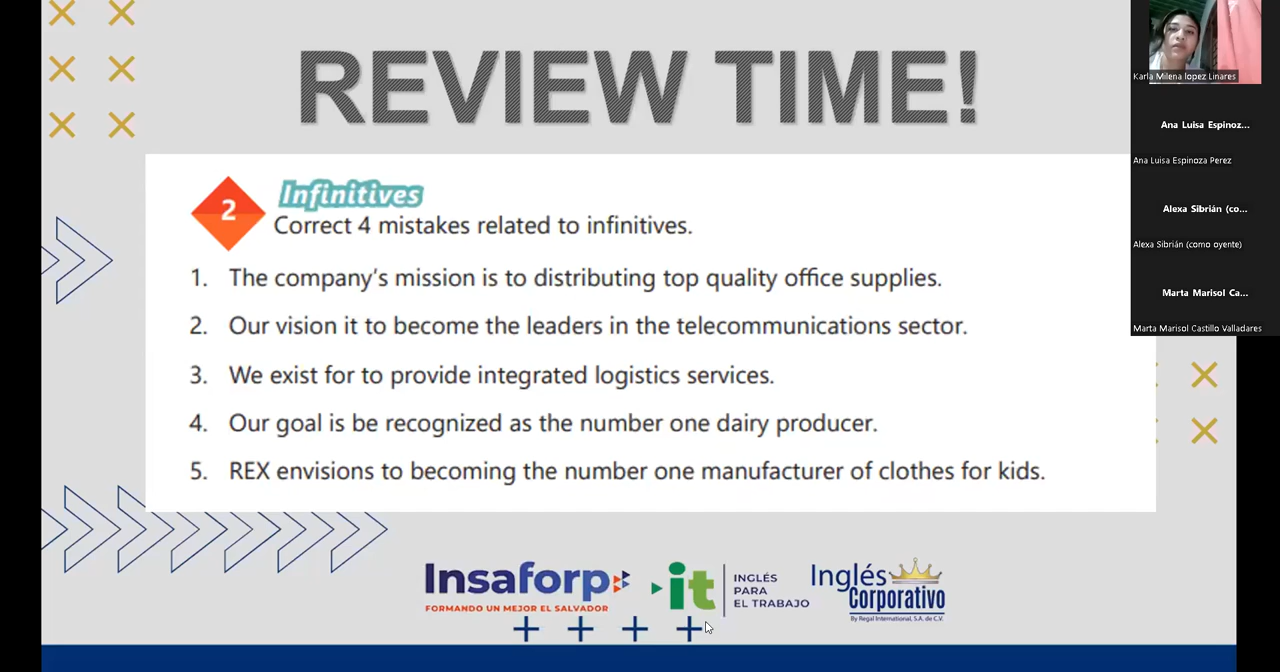 REVIEW TIME!
2
Infinitives
Correct 4 mistakes related to infinitives.
1. The company's mission is to distributing top quality office supplies.
2. Our vision it to become the leaders in the telecommunications sector.
3. We exist for to provide integrated logistics services.
4. Our goal is be recognized as the number one dairy producer.
5. REX envisions to becoming the number one manufacturer of clothes for kids.
Insaforp
FORMANDO UN MEJOR EL SALVADOR
it
INGLÉS
PARA
EL TRABAJO
Inglés
Corporativo
By Regal International, S.A. de C.V.
Karla Milena lopez Linares
Ana Luisa Espinoz...
Ana Luisa Espinoza Perez
Alexa Sibrián (co...
Alexa Sibrián (como oyente)
Marta Marisol Ca...
Marta Marisol Castillo Valladares